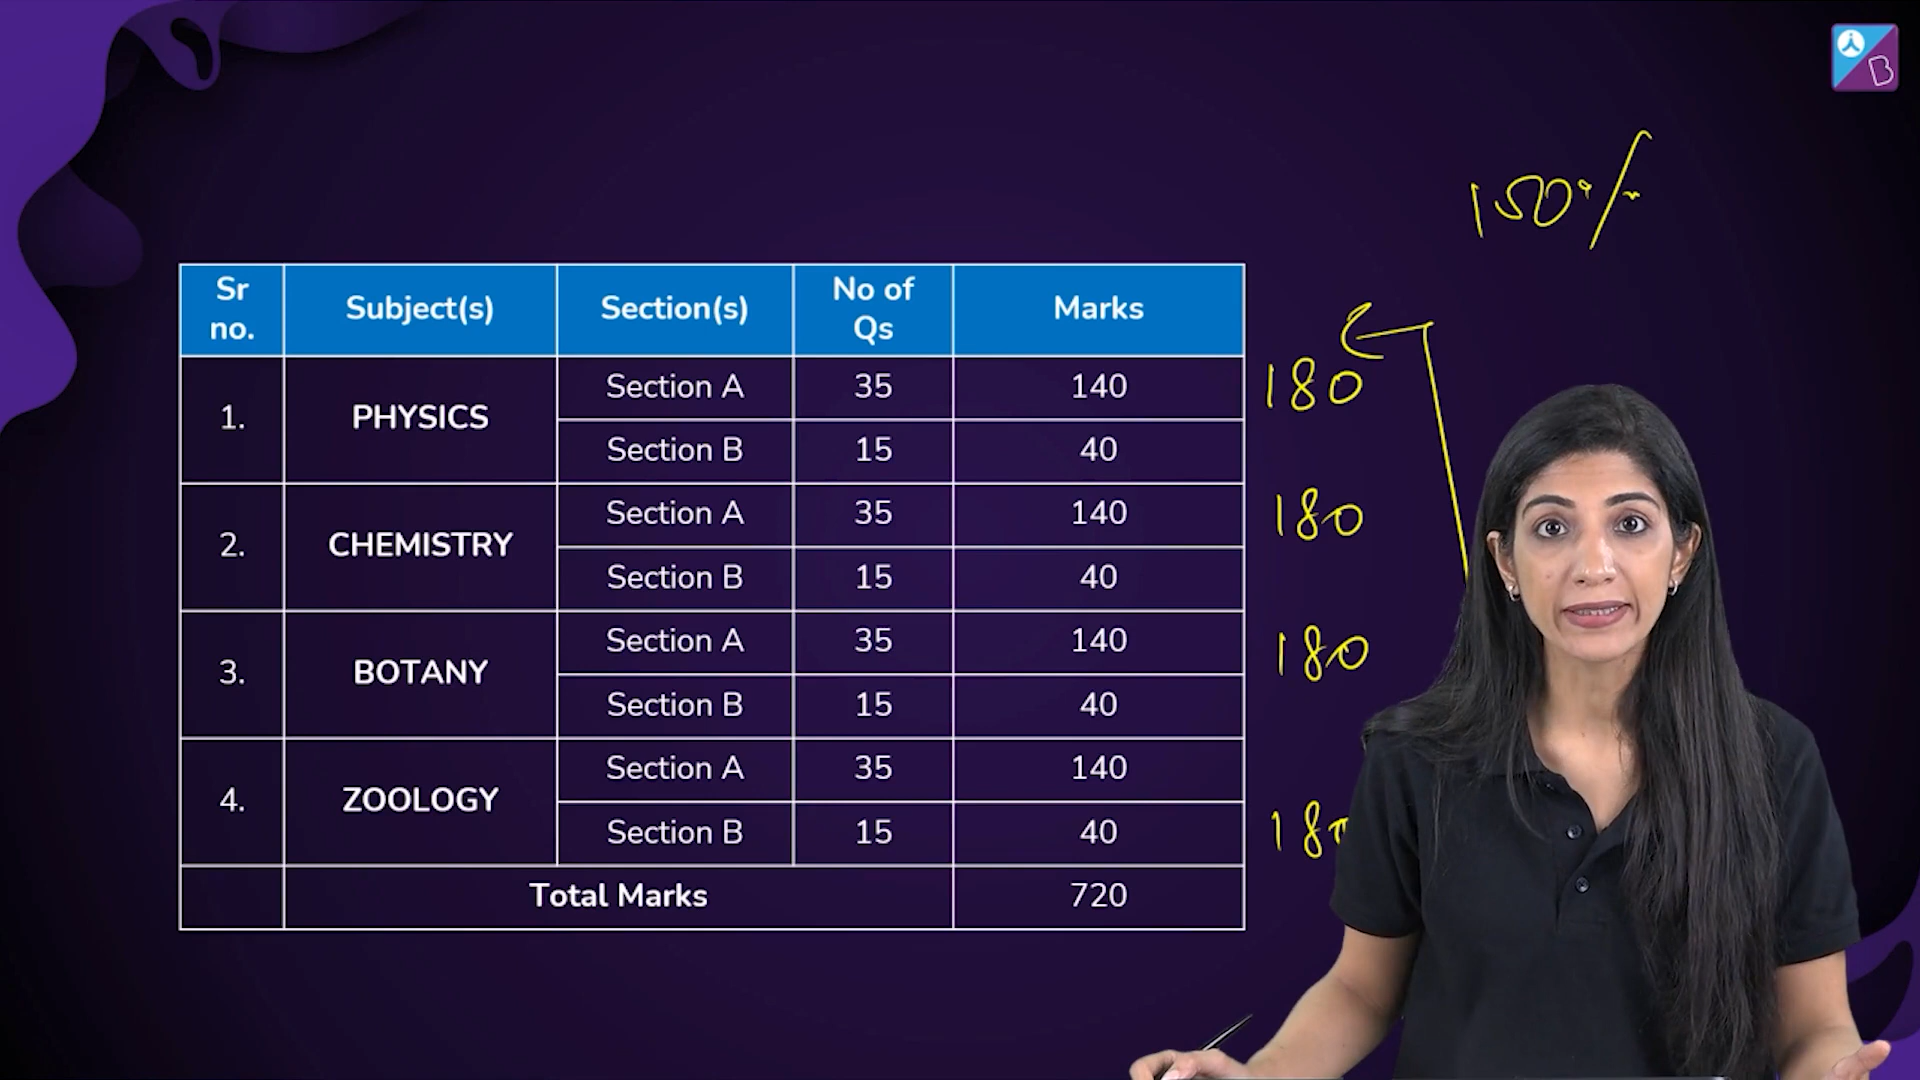 150%
Sr no. Subject(s) Section(s) No of Qs Marks
1. PHYSICS Section A 35 140 180
Section B 15 40
2. CHEMISTRY Section A 35 140 180
Section B 15 40
3. BOTANY Section A 35 140 180
Section B 15 40
4. ZOOLOGY Section A 35 140
Section B 15 40 180
Total Marks 720
B